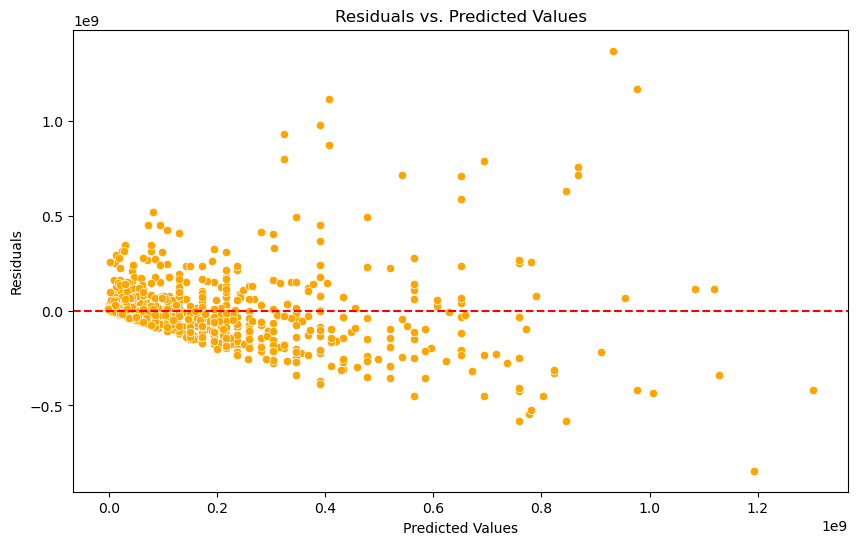 Residuals vs. Predicted Values
1e9
1.0
0.5
0.0
−0.5
Residuals
0.0 0.2 0.4 0.6 0.8 1.0 1.2
1e9
Predicted Values